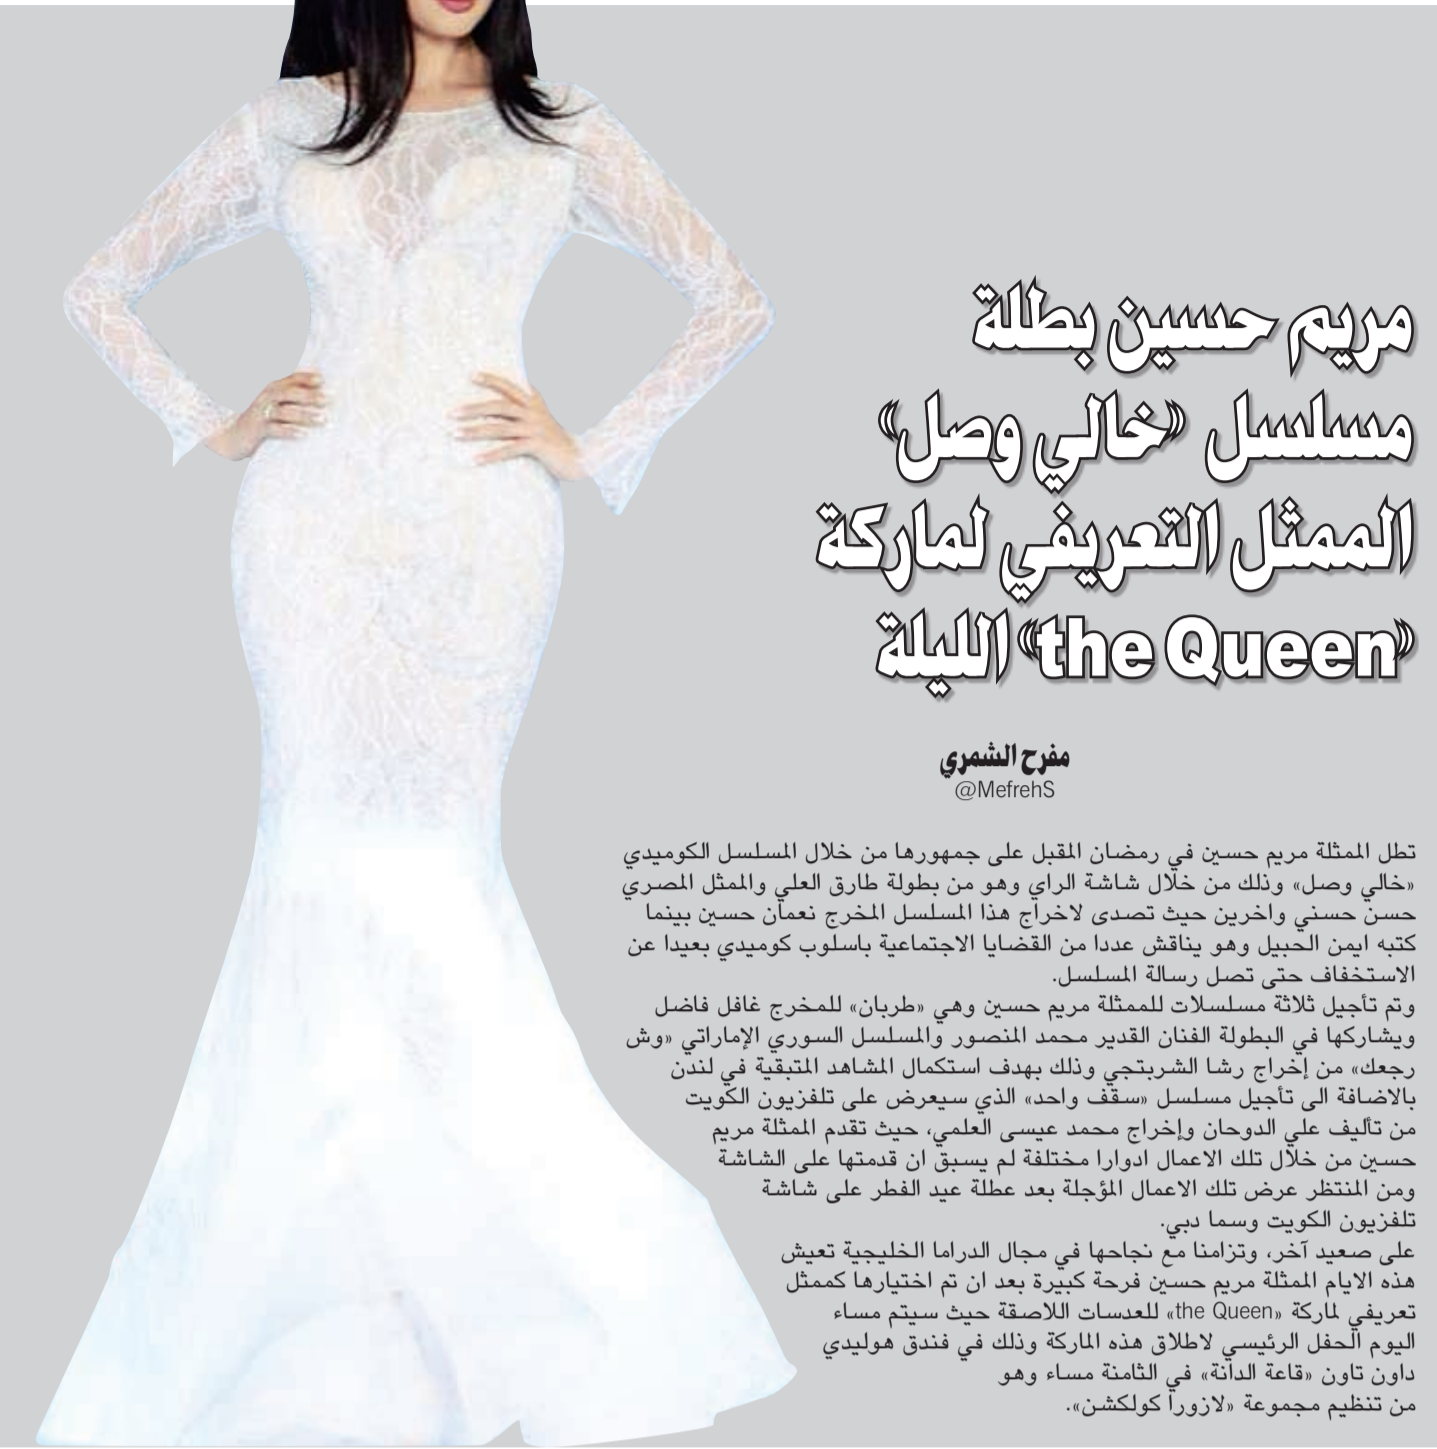 مريم حسين بطلة
مسلسل «خالي وصل»
الممثل التعريفي لماركة
«the Queen» الليلة
مفرح الشمري
@MefrehS
تطل الممثلة مريم حسين في رمضان المقبل على جمهورها من خلال المسلسل الكوميدي
«خالي وصل» وذلك من خلال شاشة الراي وهو من بطولة طارق العلي والممثل المصري
حسن حسني واخرين حيث تصدى لاخراج هذا المسلسل المخرج نعمان حسين بينما
كتبه ايمن الحبيل وهو يناقش عددا من القضايا الاجتماعية باسلوب كوميدي بعيدا عن
الاستخفاف حتى تصل رسالة المسلسل.
وتم تأجيل ثلاثة مسلسلات للممثلة مريم حسين وهي «طربان» للمخرج غافل فاضل
ويشاركها في البطولة الفنان القدير محمد المنصور والمسلسل السوري الإماراتي «وش
رجعك» من إخراج رشا الشربتجي وذلك بهدف استكمال المشاهد المتبقية في لندن
بالاضافة الى تأجيل مسلسل «سقف واحد» الذي سيعرض على تلفزيون الكويت
من تأليف علي الدوحان وإخراج محمد عيسى العلمي، حيث تقدم الممثلة مريم
حسين من خلال تلك الاعمال ادوارا مختلفة لم يسبق ان قدمتها على الشاشة
ومن المنتظر عرض تلك الاعمال المؤجلة بعد عطلة عيد الفطر على شاشة
تلفزيون الكويت وسما دبي.
على صعيد آخر، وتزامنا مع نجاحها في مجال الدراما الخليجية تعيش
هذه الايام الممثلة مريم حسين فرحة كبيرة بعد ان تم اختيارها كممثل
تعريفي لماركة «the Queen» للعدسات اللاصقة حيث سيتم مساء
اليوم الحفل الرئيسي لاطلاق هذه الماركة وذلك في فندق هوليدي
داون تاون «قاعة الدانة» في الثامنة مساء وهو
من تنظيم مجموعة «لازورا كولكشن».